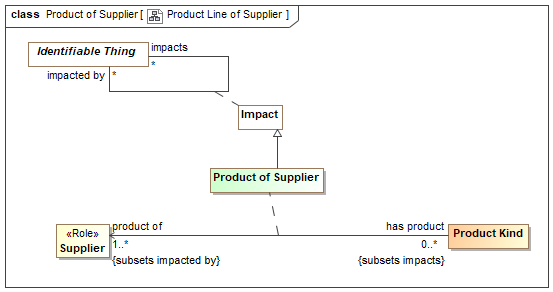 class Product of Supplier [ Product Line of Supplier ]
Identifiable Thing
impacts
*
impacted by
*
Impact
Product of Supplier
«Role»
Supplier
product of
has product
Product Kind
1..*
0..*
{subsets impacted by}
{subsets impacts}